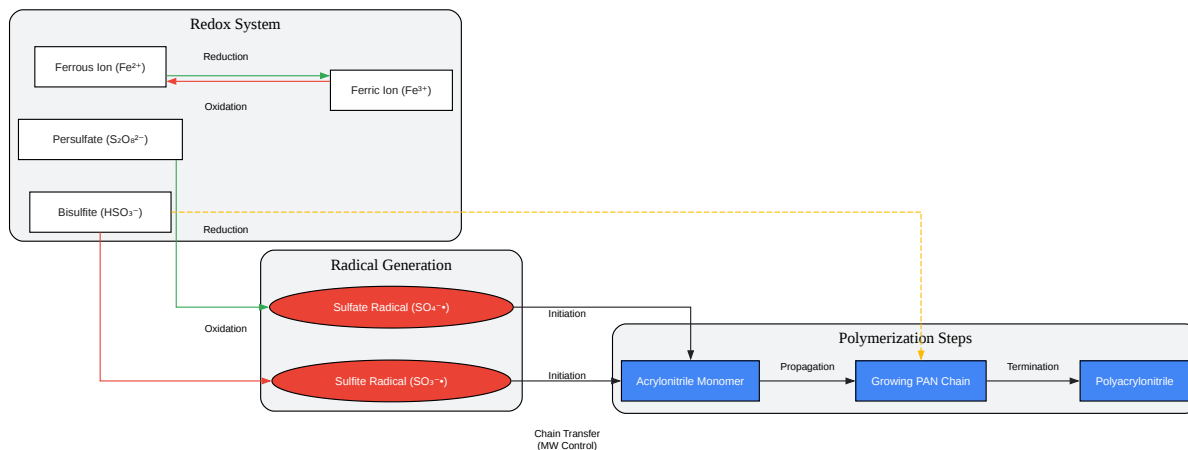 Redox System
Ferrous Ion (Fe²⁺)
Reduction
Ferric Ion (Fe³⁺)
Oxidation
Persulfate (S₂O₈²⁻)
Bisulfite (HSO₃⁻)
Reduction
Radical Generation
Sulfate Radical (SO₄⁻•)
Initiation
Oxidation
Polymerization Steps
Sulfite Radical (SO₃⁻•)
Initiation
Acrylonitrile Monomer
Propagation
Growing PAN Chain
Termination
Polyacrylonitrile
Chain Transfer
(MW Control)